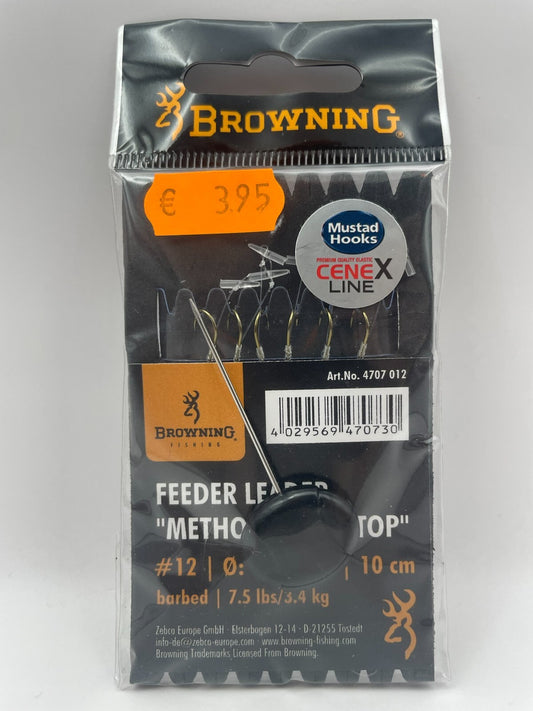 BROWNING
€ 3.95
Mustad
Hooks
PREMIUM QUALITY ELASTIC
CENEX
LINE
Art.No. 4707 012
4 029569 470730
BROWNING
FISHING
FEEDER LEADER
"METHO TOP"
#12 | Ø: | 10 cm
barbed | 7.5 lbs/3.4 kg
Zebco Europe GmbH · Elsterbogen 12-14 · D-21255 Tostedt
info-de@zebco-europe.com · www.browning-fishing.com
Browning Trademarks Licensed From Browning.